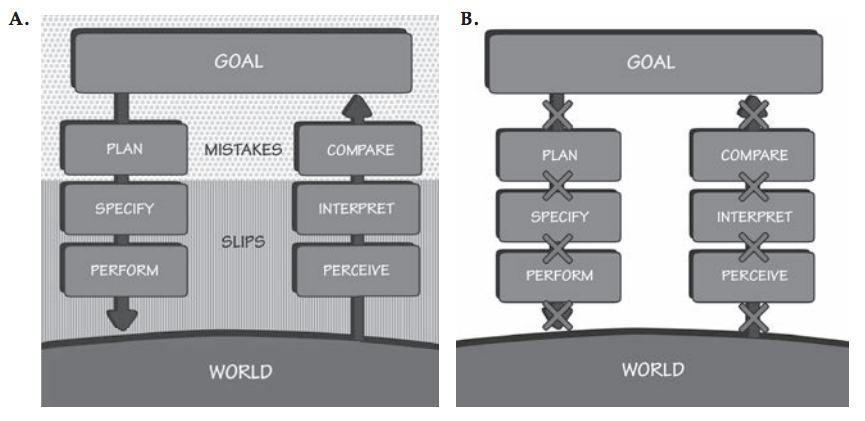 A.
GOAL
PLAN
MISTAKES
COMPARE
SPECIFY
INTERPRET
SLIPS
PERFORM
PERCEIVE
WORLD
B.
GOAL
PLAN
COMPARE
SPECIFY
INTERPRET
PERFORM
PERCEIVE
WORLD